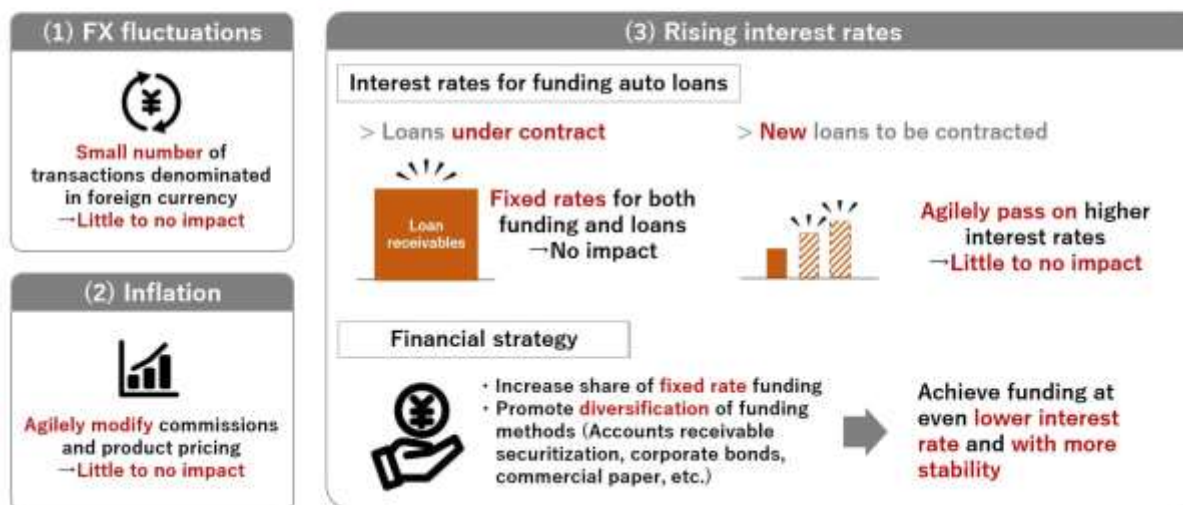 (1) FX fluctuations
¥
Small number of
transactions denominated
in foreign currency
→Little to no impact
(2) Inflation
Agilely modify commissions
and product pricing
→Little to no impact
(3) Rising interest rates
Interest rates for funding auto loans
> Loans under contract
Loan
receivables
Fixed rates for both
funding and loans
→No impact
> New loans to be contracted
Agilely pass on higher
interest rates
→Little to no impact
Financial strategy
¥
・Increase share of fixed rate funding
・Promote diversification of funding
methods (Accounts receivable
securitization, corporate bonds,
commercial paper, etc.)
Achieve funding at
even lower interest
rate and with more
stability